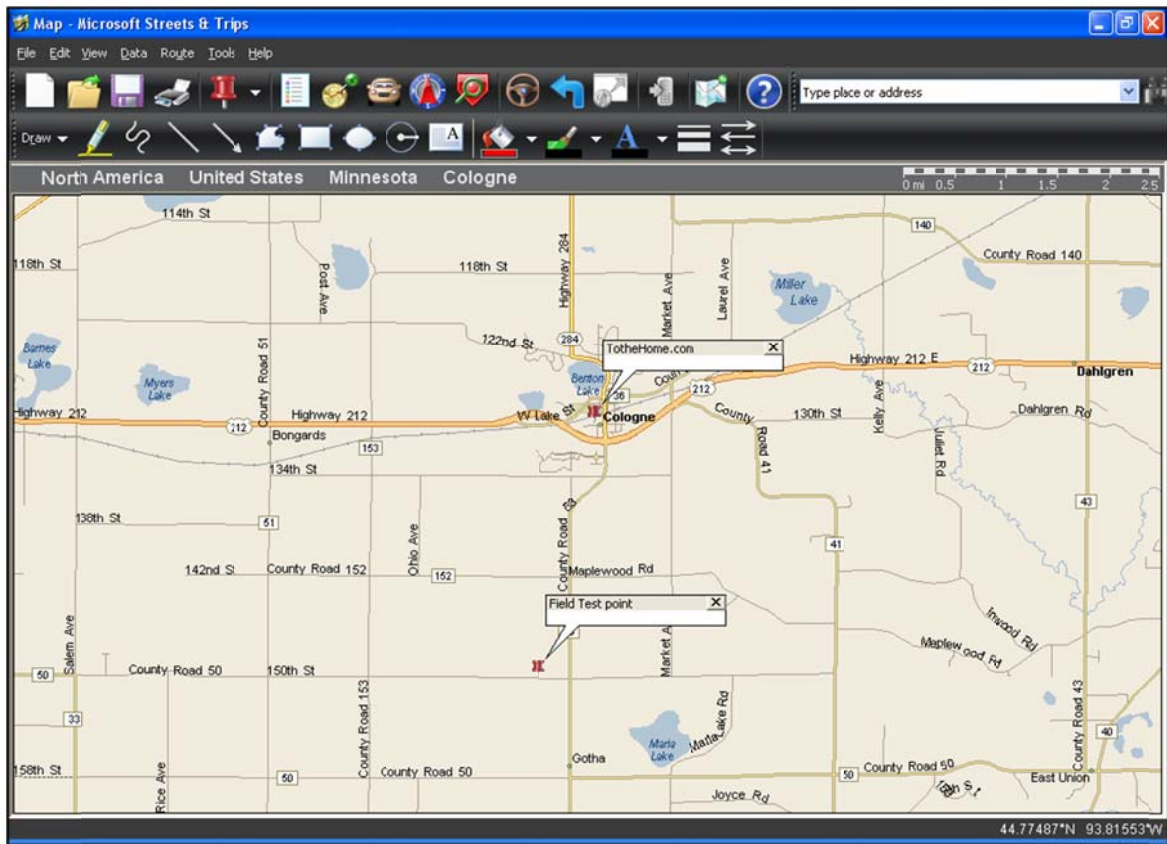 Map - Microsoft Streets & Trips
File Edit View Data Route Tools Help
Type place or address
Draw
A A
North America United States Minnesota Cologne
0 mi 0.5 1 1.5 2 2.5
114th St
140
County Road 140
118th St
118th St
Post Ave
Highway 284
Market Ave
Laurel Ave
Miller Lake
122nd St
284
Barnes Lake
Myers Lake
County Road 51
TotheHome.com
Benton Lake
36
Highway 212 E
212
212
Dahlgren
Highway 212
212
Highway 212
W Lake St
Cologne
County Road 41
130th St
Kelly Ave
Dahlgren Rd
Bongards
153
134th St
Juliet Rd
138th St
51
Ohio Ave
County Road 53
43
41
142nd S
County Road 152
152
Maplewood Rd
Field Test point
Salem Ave
Market A
Inwood Rd
Maplewood Rd
50
County Road 50
150th St
33
County Road 153
Maria Lake
Maria Lake Rd
County Road 43
40
Gotha
158th St
Rice Ave
50
County Road 50
50
County Road 50
East Union
Joyce Rd
44.77487°N 93.81553°W